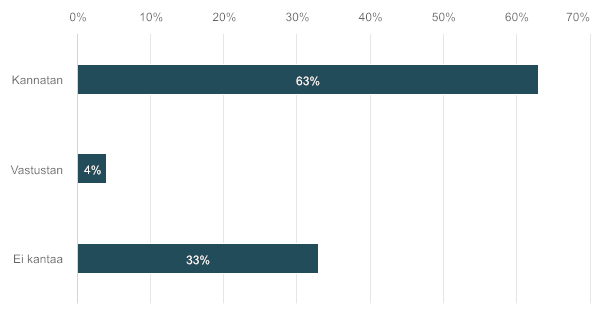 0% 10% 20% 30% 40% 50% 60% 70%
Kannatan 63%
Vastustan 4%
Ei kantaa 33%